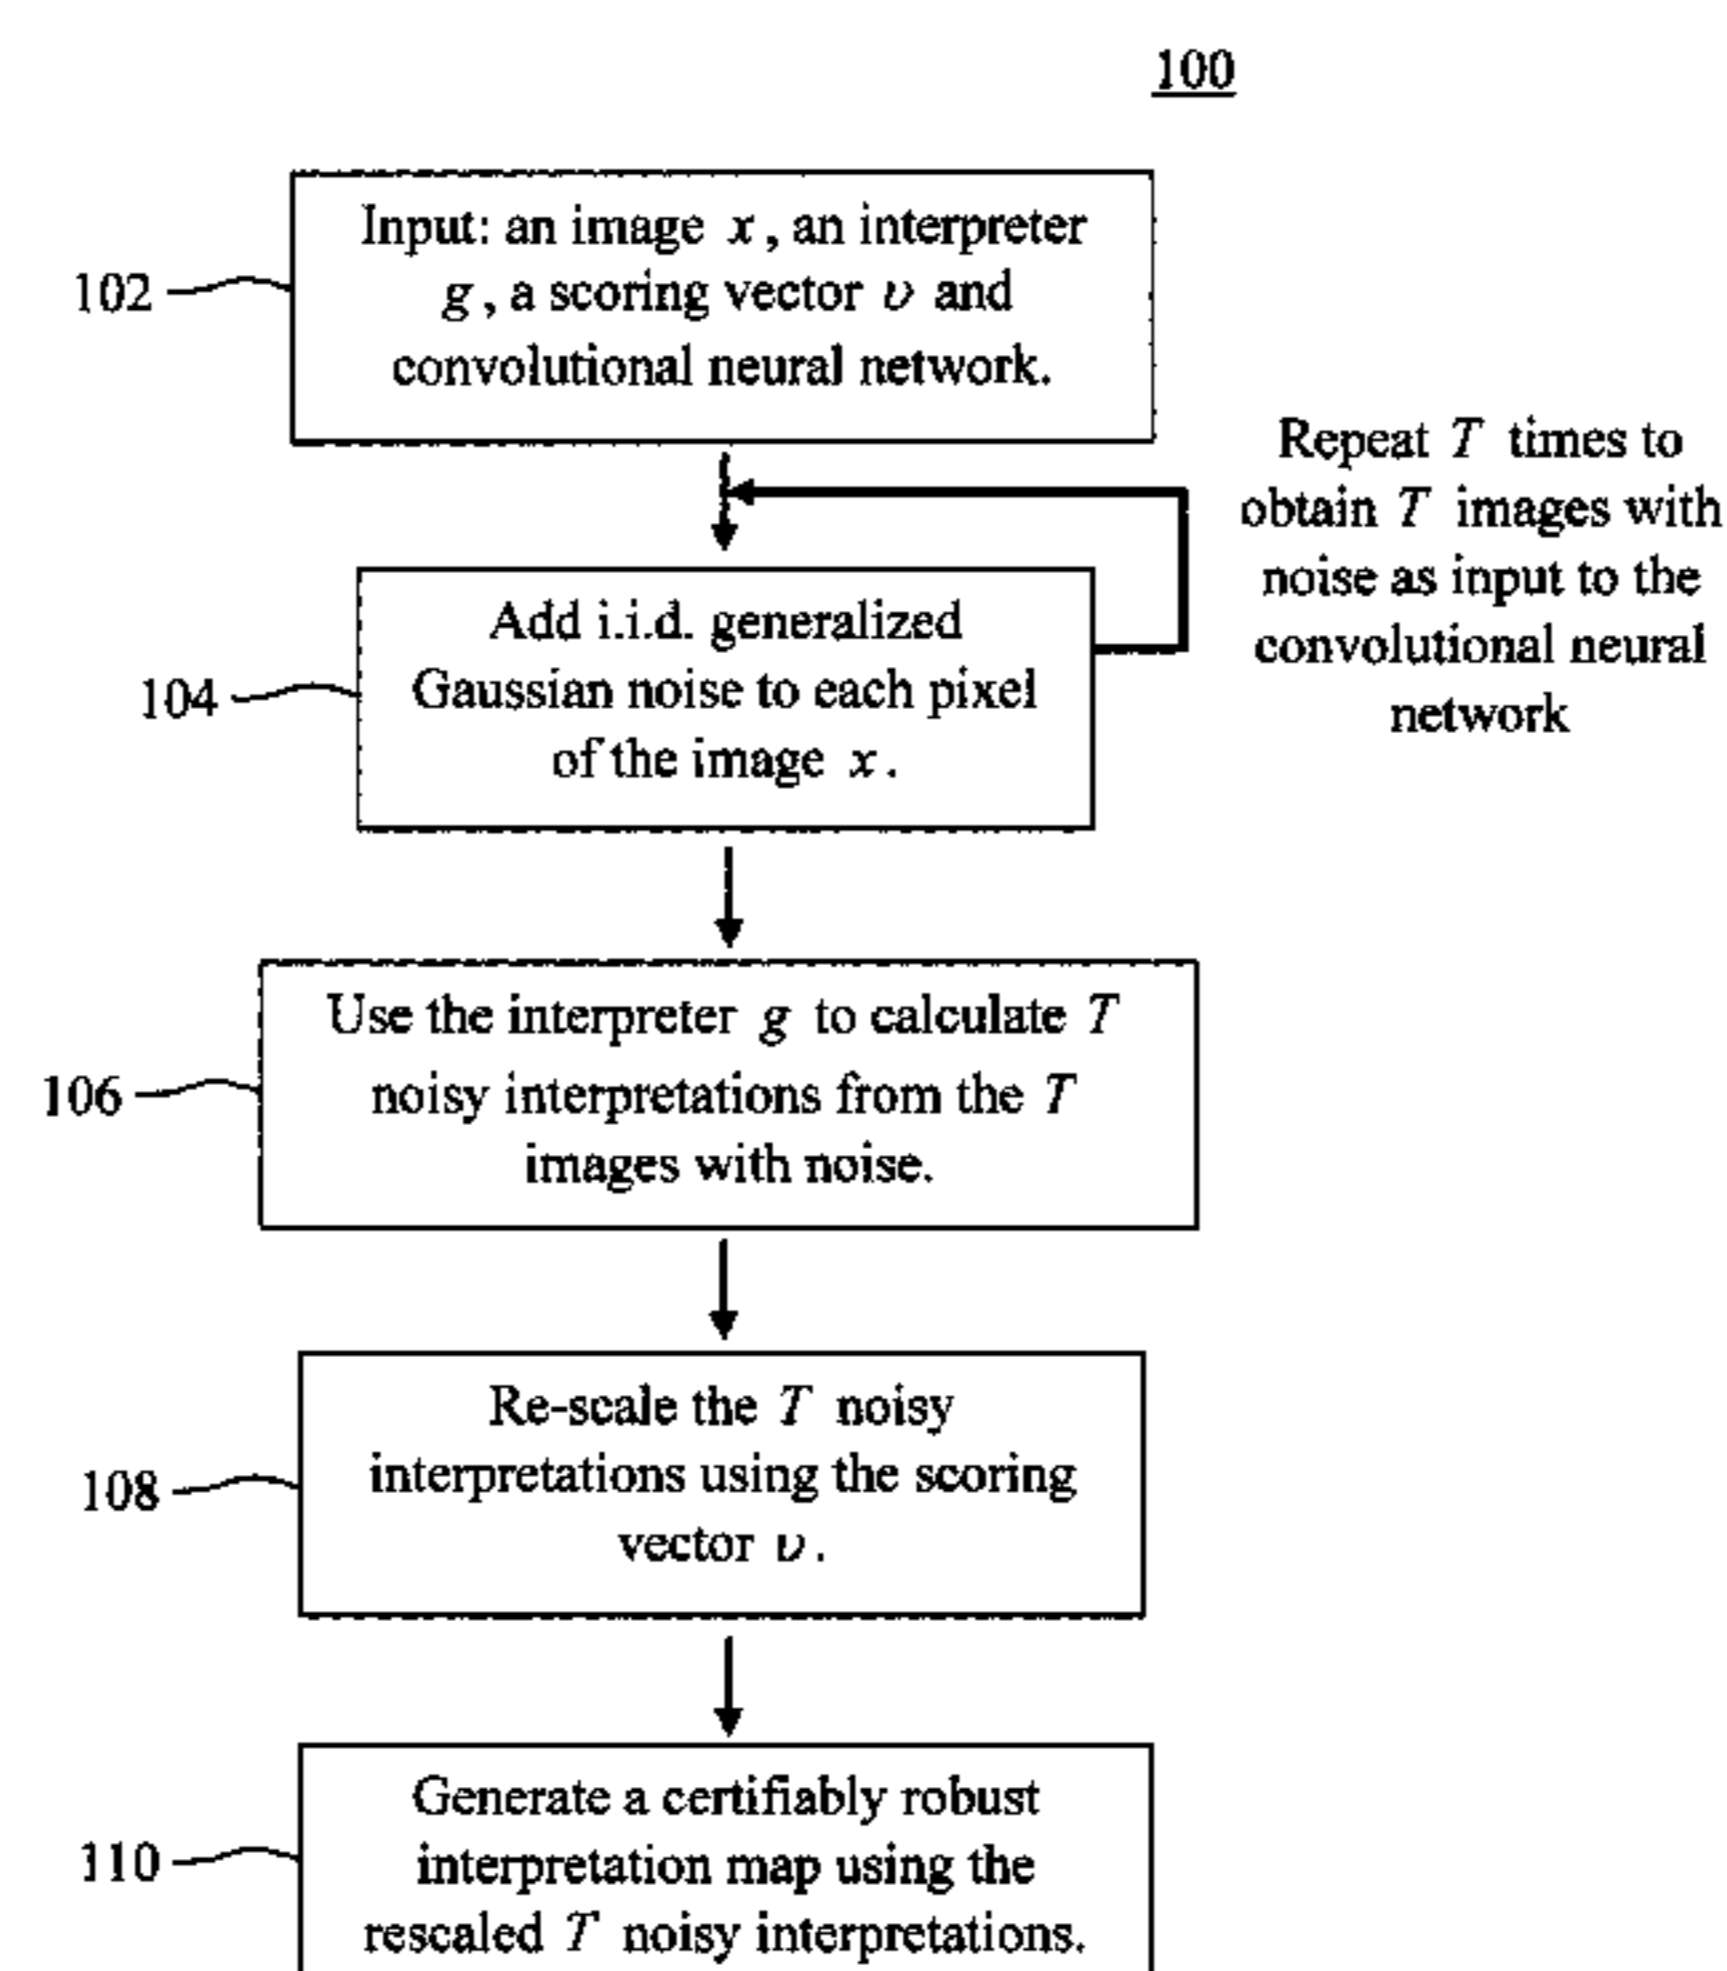 100
Input: an image x, an interpreter
g, a scoring vector υ and
convolutional neural network.
102
Repeat T times to
obtain T images with
noise as input to the
convolutional neural
network
Add i.i.d. generalized
Gaussian noise to each pixel
of the image x.
104
Use the interpreter g to calculate T
noisy interpretations from the T
images with noise.
106
Re-scale the T noisy
interpretations using the scoring
vector υ.
108
Generate a certifiably robust
interpretation map using the
rescaled T noisy interpretations.
110